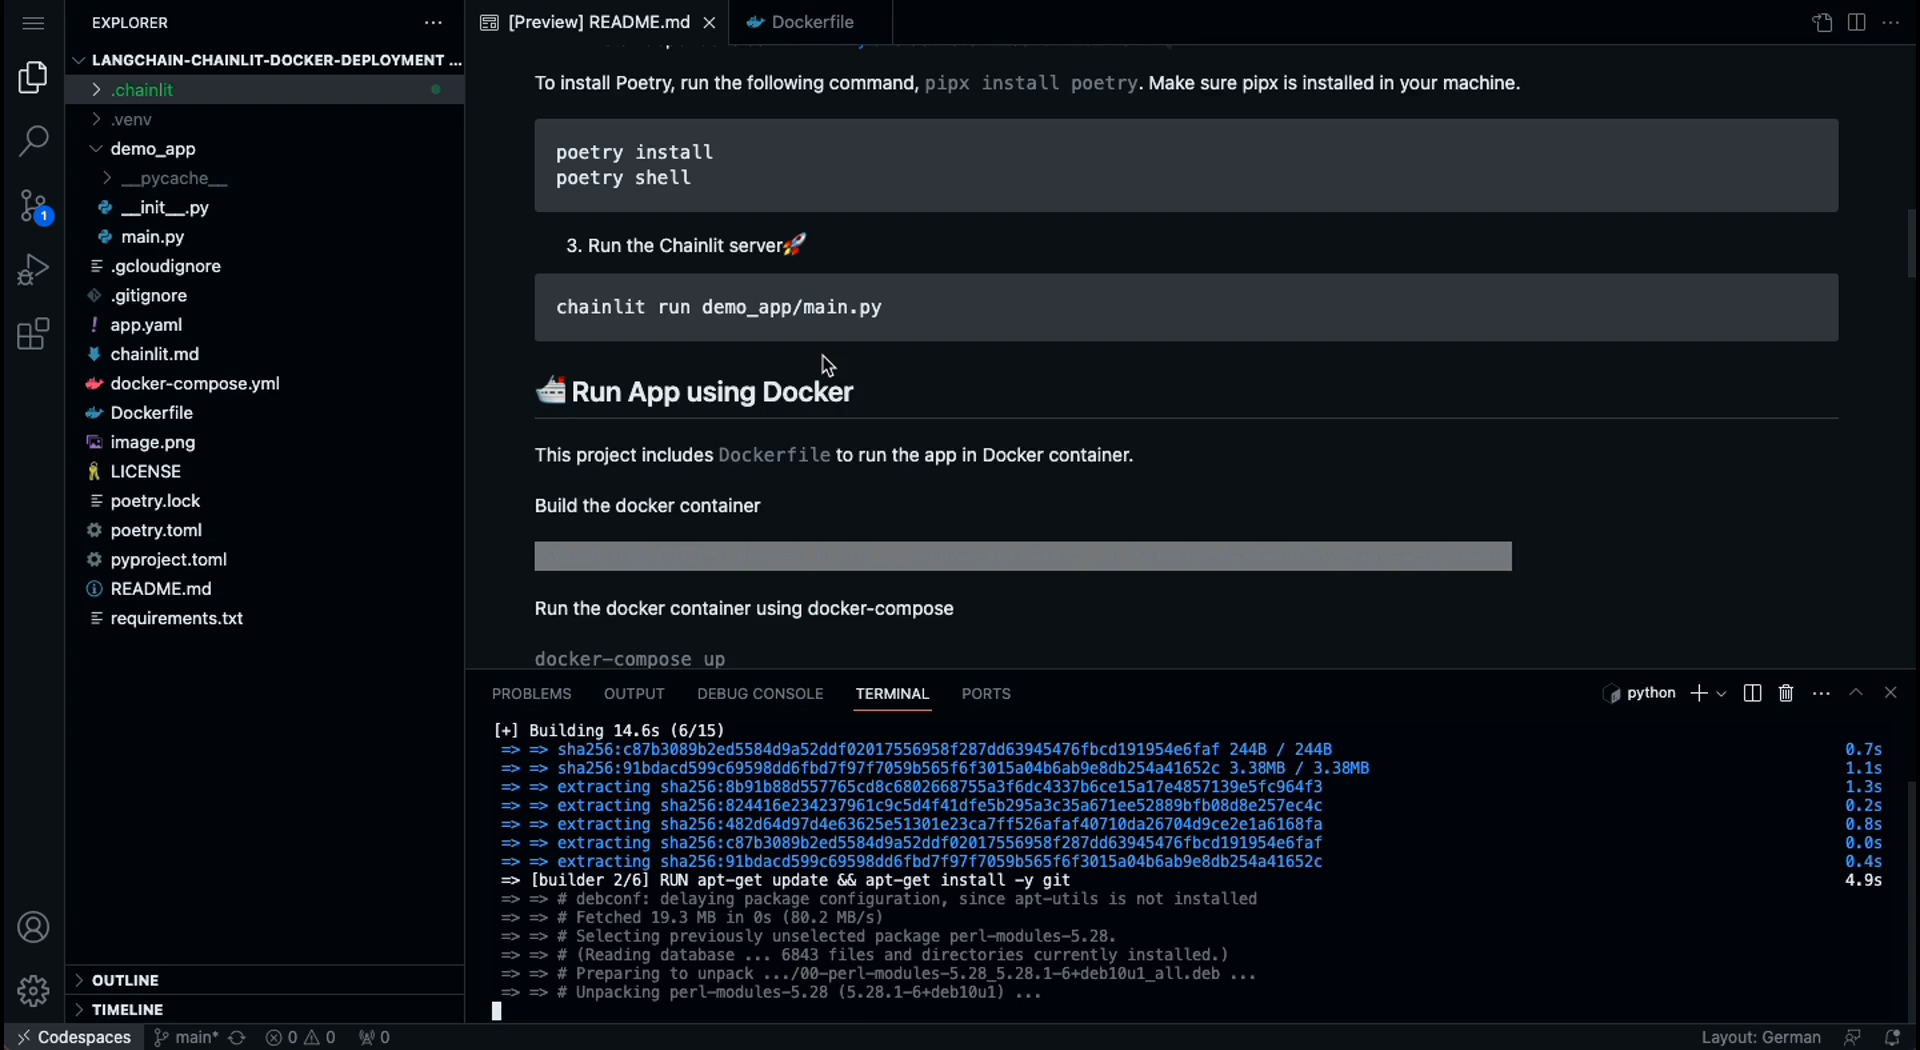 EXPLORER
[Preview] README.md
Dockerfile
LANGCHAIN-CHAINLIT-DOCKER-DEPLOYMENT ...
.chainlit
.venv
demo_app
__pycache__
__init__.py
main.py
.gcloudignore
.gitignore
app.yaml
chainlit.md
docker-compose.yml
Dockerfile
image.png
LICENSE
poetry.lock
poetry.toml
pyproject.toml
README.md
requirements.txt
OUTLINE
TIMELINE
1
To install Poetry, run the following command, pipx install poetry. Make sure pipx is installed in your machine.
poetry install
poetry shell
3. Run the Chainlit server🚀
chainlit run demo_app/main.py
Run App using Docker
This project includes Dockerfile to run the app in Docker container.
Build the docker container
Run the docker container using docker-compose
docker-compose up
PROBLEMS OUTPUT DEBUG CONSOLE TERMINAL PORTS
python
[+] Building 14.6s (6/15)
=> => sha256:c87b3089b2ed5584d9a52ddf02017556958f287dd63945476fbcd191954e6faf 244B / 244B 0.7s
=> => sha256:91bdacd599c69598dd6fbd7f97f7059b565f6f3015a04b6ab9e8db254a41652c 3.38MB / 3.38MB 1.1s
=> => extracting sha256:8b91b88d557765cd8c6802668755a3f6dc4337b6ce15a17e4857139e5fc964f3 1.3s
=> => extracting sha256:824416e234237961c9c5d4f41dfe5b295a3c35a671ee52889bfb08d8e257ec4c 0.2s
=> => extracting sha256:482d64d97d4e63625e51301e23ca7ff526afaf40710da26704d9ce2e1a6168fa 0.8s
=> => extracting sha256:c87b3089b2ed5584d9a52ddf02017556958f287dd63945476fbcd191954e6faf 0.0s
=> => extracting sha256:91bdacd599c69598dd6fbd7f97f7059b565f6f3015a04b6ab9e8db254a41652c 0.4s
=> [builder 2/6] RUN apt-get update && apt-get install -y git 4.9s
=> => # debconf: delaying package configuration, since apt-utils is not installed
=> => # Fetched 19.3 MB in 0s (80.2 MB/s)
=> => # Selecting previously unselected package perl-modules-5.28.
=> => # (Reading database ... 6843 files and directories currently installed.)
=> => # Preparing to unpack .../00-perl-modules-5.28_5.28.1-6+deb10u1_all.deb ...
=> => # Unpacking perl-modules-5.28 (5.28.1-6+deb10u1) ...
Codespaces main* 0 0 0 Layout: German